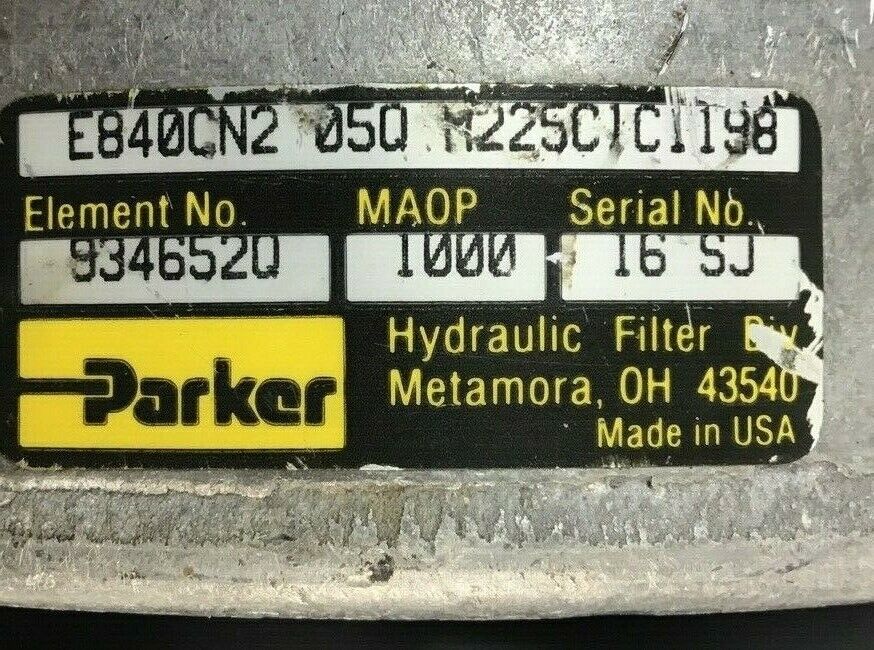 E840CN2 05Q M225C1C1198
Element No. MAOP Serial No.
934652Q 1000 16 SJ
Parker
Hydraulic Filter Div
Metamora, OH 43540
Made in USA